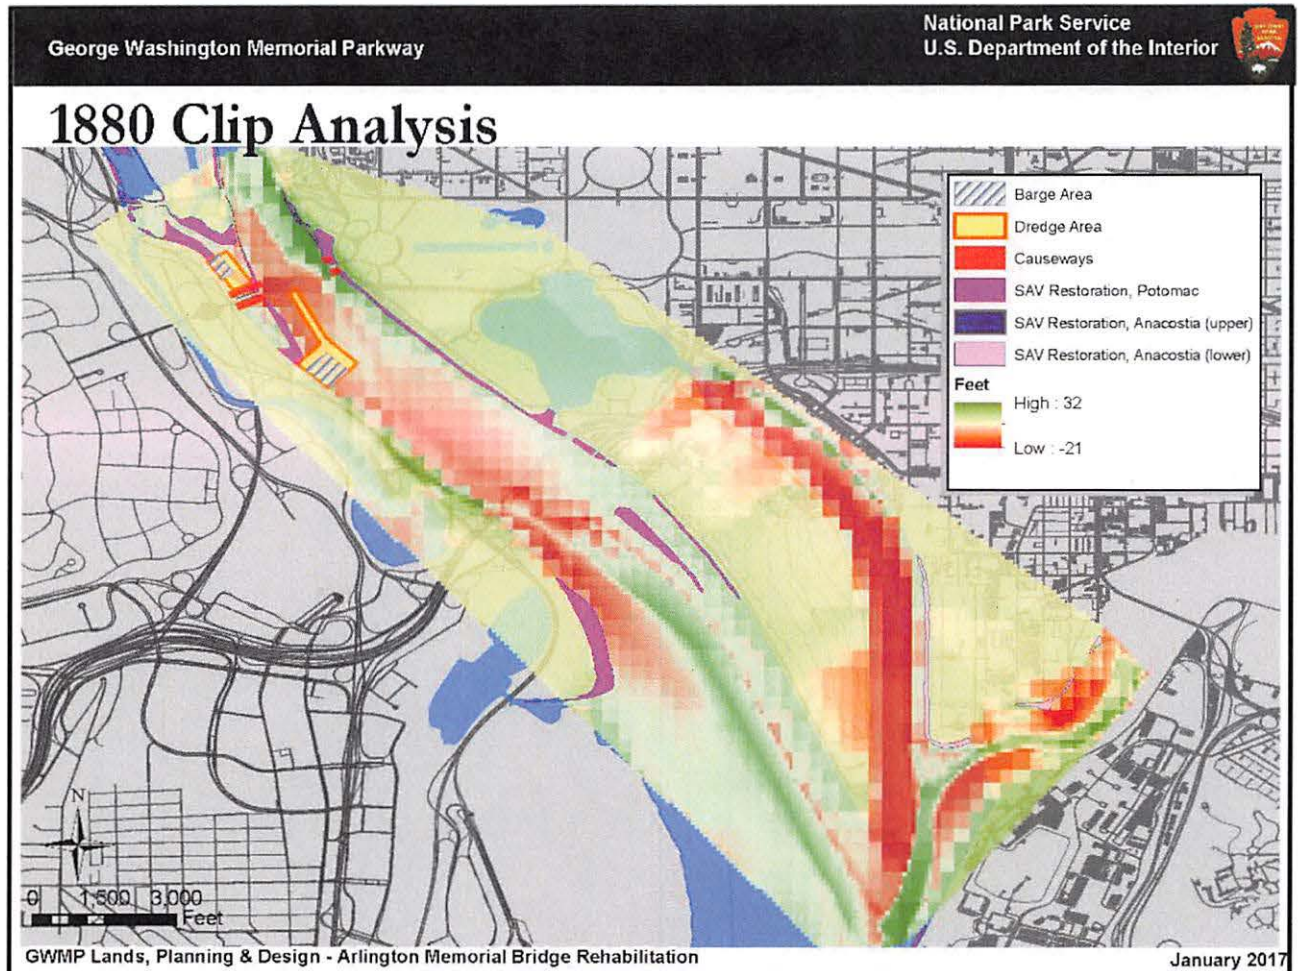 George Washington Memorial Parkway
National Park Service
U.S. Department of the Interior
1880 Clip Analysis
Barge Area
Dredge Area
Causeways
SAV Restoration, Potomac
SAV Restoration, Anacostia (upper)
SAV Restoration, Anacostia (lower)
Feet
High : 32
Low : -21
N
0 1,500 3,000
Feet
GWMP Lands, Planning & Design - Arlington Memorial Bridge Rehabilitation
January 2017